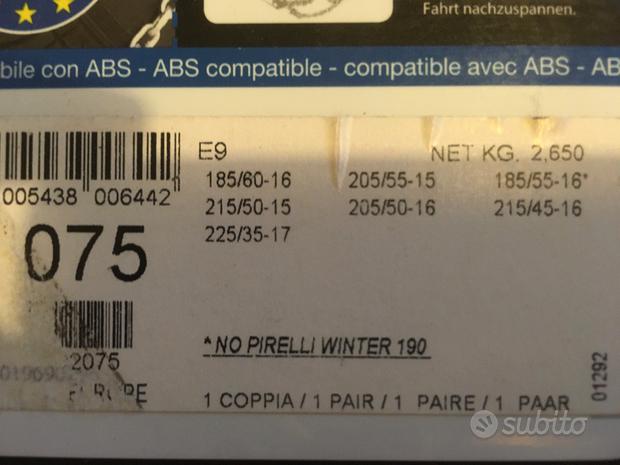 Fahrt nachzuspannen.
bile con ABS - ABS compatible - compatible avec ABS - AB
E9 NET KG. 2,650
185/60-16 205/55-15 185/55-16*
215/50-15 205/50-16 215/45-16
225/35-17
005438 006442
075
*NO PIRELLI WINTER 190
2075
1 COPPIA / 1 PAIR / 1 PAIRE / 1 PAAR
01292
subito